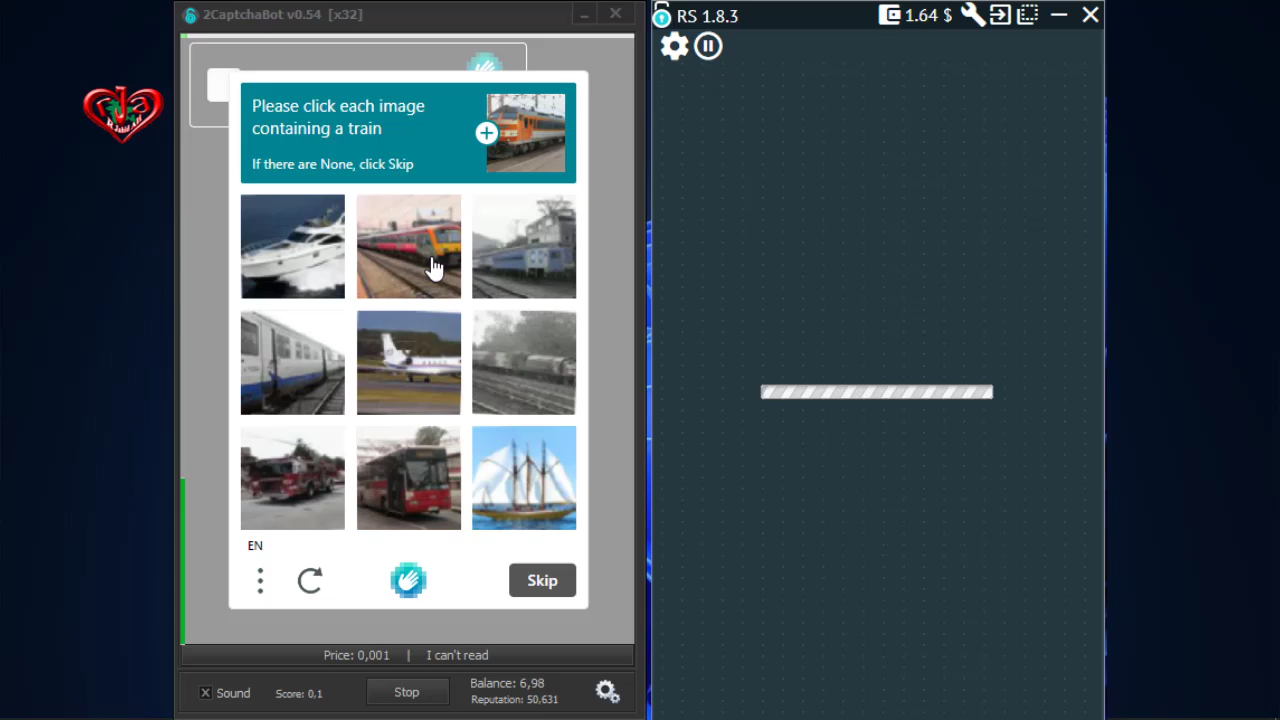 2CaptchaBot v0.54 [x32]
RS 1.8.3
1.64 $
Please click each image
containing a train
If there are None, click Skip
EN
Skip
Price: 0,001 | I can't read
Sound
Score: 0,1
Stop
Balance: 6,98
Reputation: 50,631